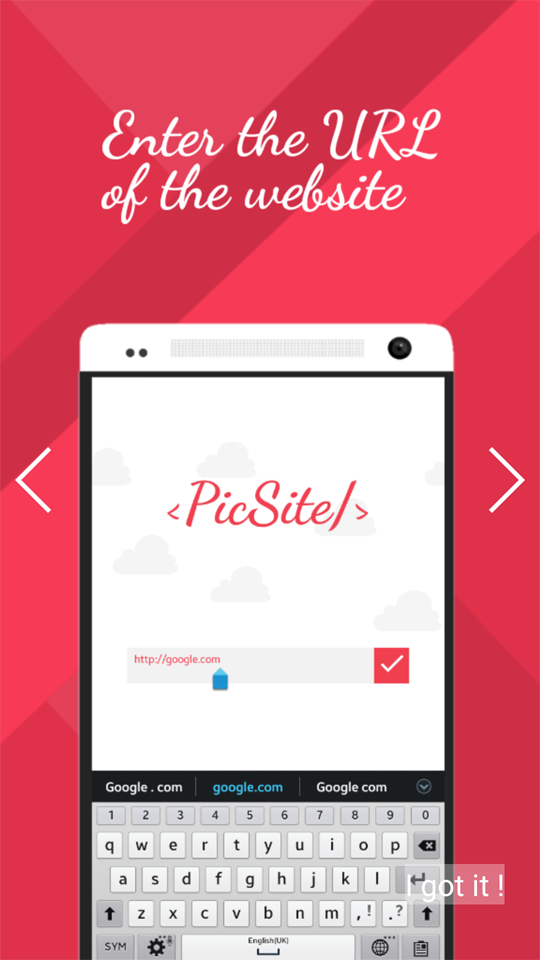 Enter the URL
of the website
<PicSite/>
http://google.com
Google . com google.com Google com
1 2 3 4 5 6 7 8 9 0
q w e r t y u i o p
a s d f g h j k l
I got it !
z x c v b n m , ! . ?
SYM English(UK)